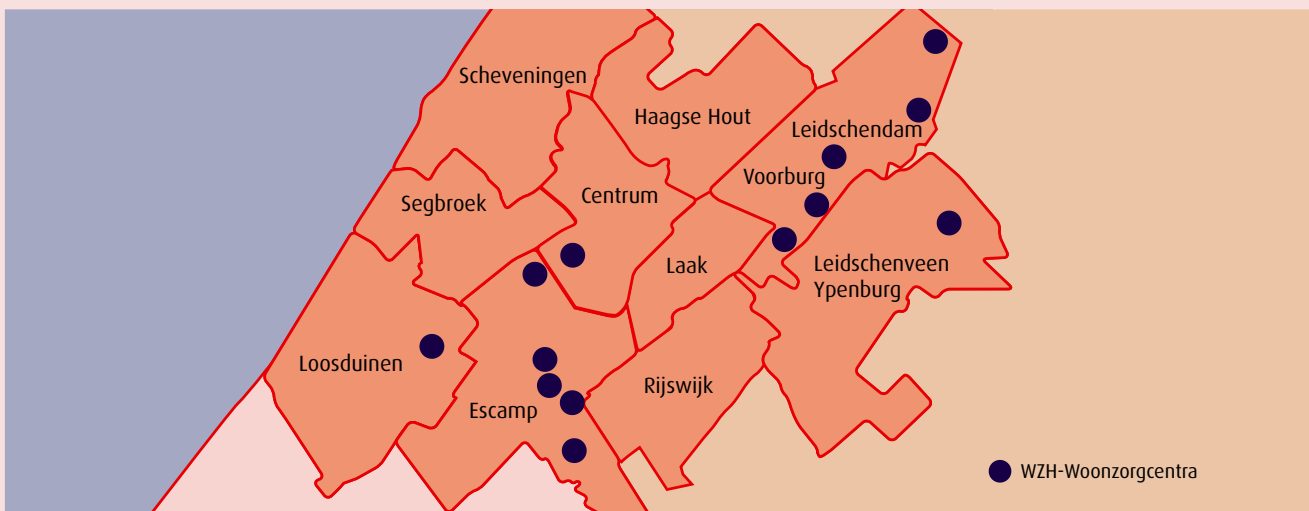 Scheveningen
Haagse Hout
Leidschendam
Voorburg
Centrum
Segbroek
Laak
Leidschenveen
Ypenburg
Loosduinen
Rijswijk
Escamp
WZH-Woonzorgcentra